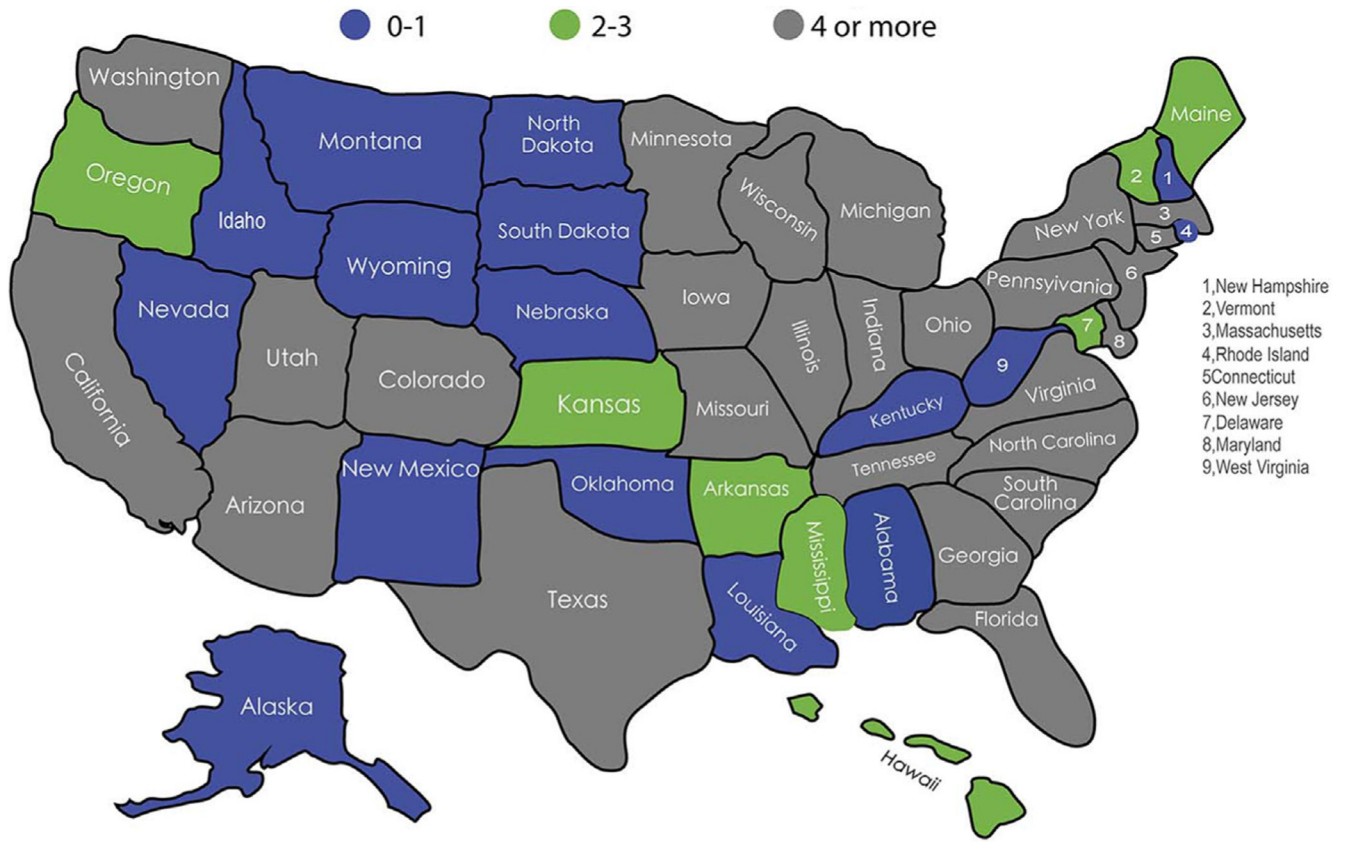 0-1
2-3
4 or more
Washington
Montana
North
Dakota
Minnesota
Maine
Oregon
Idaho
South Dakota
Wisconsin
Michigan
New York
2
1
3
4
5
Wyoming
Nevada
Nebraska
Iowa
Pennsyivania
6
Utah
Colorado
Illinois
Indiana
Ohio
7
8
9
California
Kansas
Missouri
Kentucky
Virginia
New Mexico
Oklahoma
Arkansas
Tennessee
North Carolina
South
Carolina
Arizona
Mississippi
Alabama
Georgia
Texas
Louisiana
Florida
Alaska
Hawaii
1,New Hampshire
2,Vermont
3,Massachusetts
4,Rhode Island
5Connecticut
6,New Jersey
7,Delaware
8,Maryland
9,West Virginia